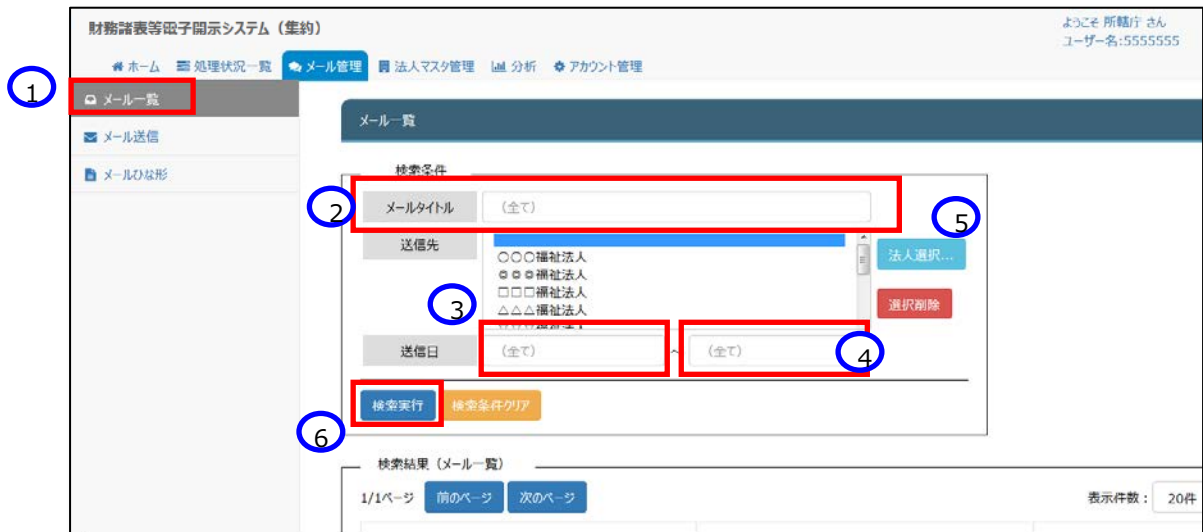 財務諸表等電子開示システム（集約）
ようこそ 所轄庁 さん
ユーザー名:5555555
ホーム 処理状況一覧 メール管理 法人マスタ管理 分析 アカウント管理
1
メール一覧
メール送信
メールひな形
メール一覧
検索条件
2
メールタイトル (全て)
5
送信先
○○○福祉法人
◎◎◎福祉法人
□□□福祉法人
△△△福祉法人
法人選択...
選択削除
3
送信日 (全て) ~ (全て)
4
検索実行 検索条件クリア
6
検索結果（メール一覧）
1/1ページ 前のページ 次のページ
表示件数： 20件